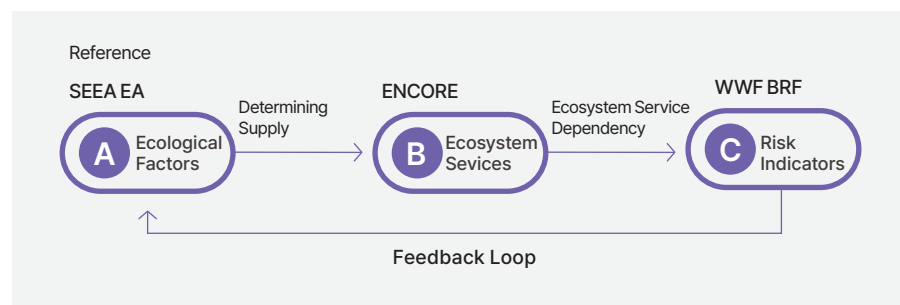 Reference
SEEA EA
A
Ecological
Factors
Determining
Supply
ENCORE
B
Ecosystem
Sevices
Ecosystem Service
Dependency
WWF BRF
C
Risk
Indicators
Feedback Loop